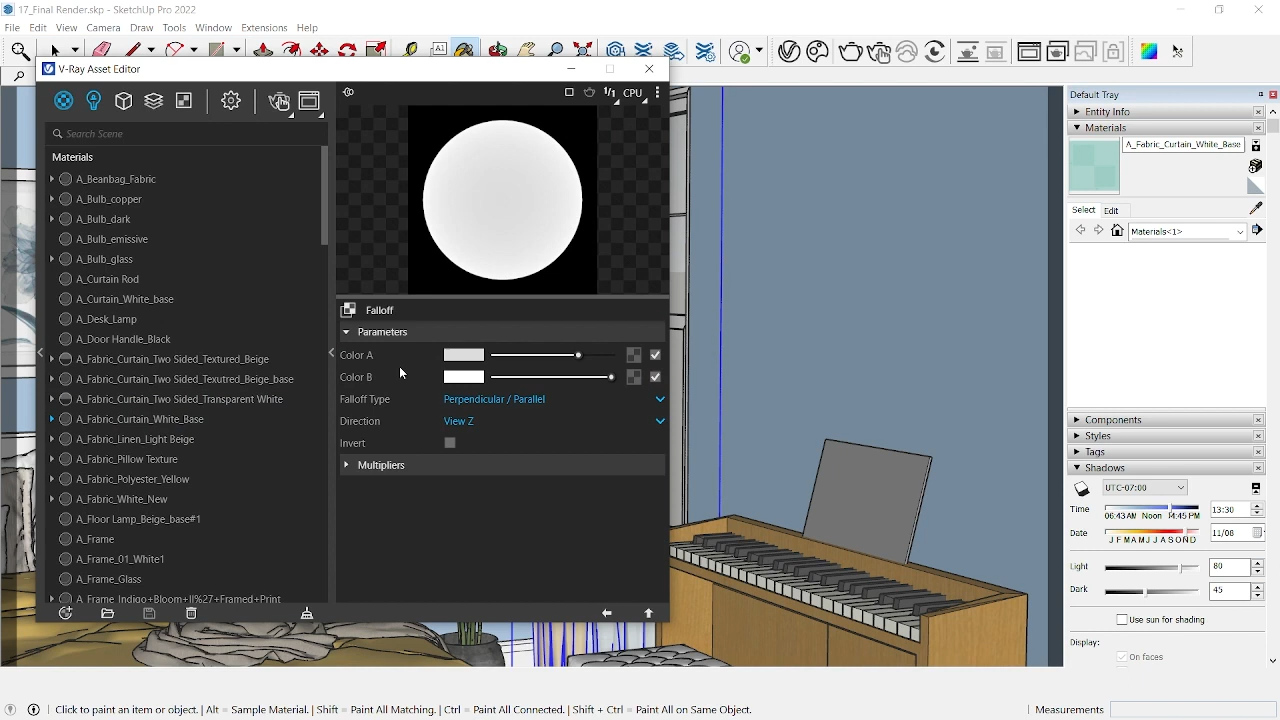 17_Final Render.skp - SketchUp Pro 2022
File Edit View Camera Draw Tools Window Extensions Help
V-Ray Asset Editor
1/1 CPU
Search Scene
Materials
A_Beanbag_Fabric
A_Bulb_copper
A_Bulb_dark
A_Bulb_emissive
A_Bulb_glass
A_Curtain Rod
A_Curtain_White_base
A_Desk_Lamp
A_Door Handle_Black
A_Fabric_Curtain_Two Sided_Textured_Beige
A_Fabric_Curtain_Two Sided_Texutred_Beige_base
A_Fabric_Curtain_Two Sided_Transparent White
A_Fabric_Curtain_White_Base
A_Fabric_Linen_Light Beige
A_Fabric_Pillow Texture
A_Fabric_Polyester_Yellow
A_Fabric_White_New
A_Floor Lamp_Beige_base#1
A_Frame
A_Frame_01_White1
A_Frame_Glass
A_Frame_Indigo+Bloom+II%27+Framed+Print
Falloff
Parameters
Color A
Color B
Falloff Type Perpendicular / Parallel
Direction View Z
Invert
Multipliers
Default Tray
Entity Info
Materials
A_Fabric_Curtain_White_Base
Select Edit
Materials<1>
Components
Styles
Tags
Shadows
UTC-07:00
Time 06:43 AM Noon 04:45 PM 13:30
Date J F M A M J J A S O N D 11/08
Light 80
Dark 45
Use sun for shading
Display:
On faces
Click to paint an item or object. | Alt = Sample Material. | Shift = Paint All Matching. | Ctrl = Paint All Connected. | Shift + Ctrl = Paint All on Same Object.
Measurements